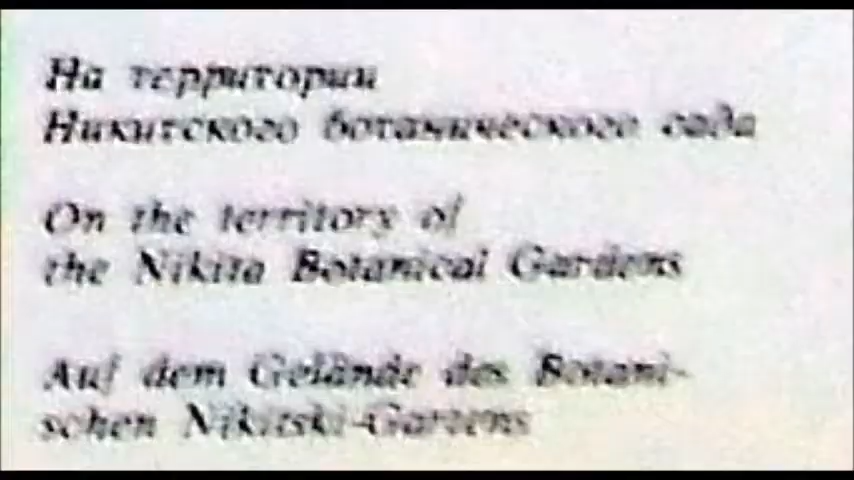 На территории
Никитского ботанического сада
On the territory of
the Nikita Botanical Gardens
Auf dem Gelände des Botani-
schen Nikitski-Gartens